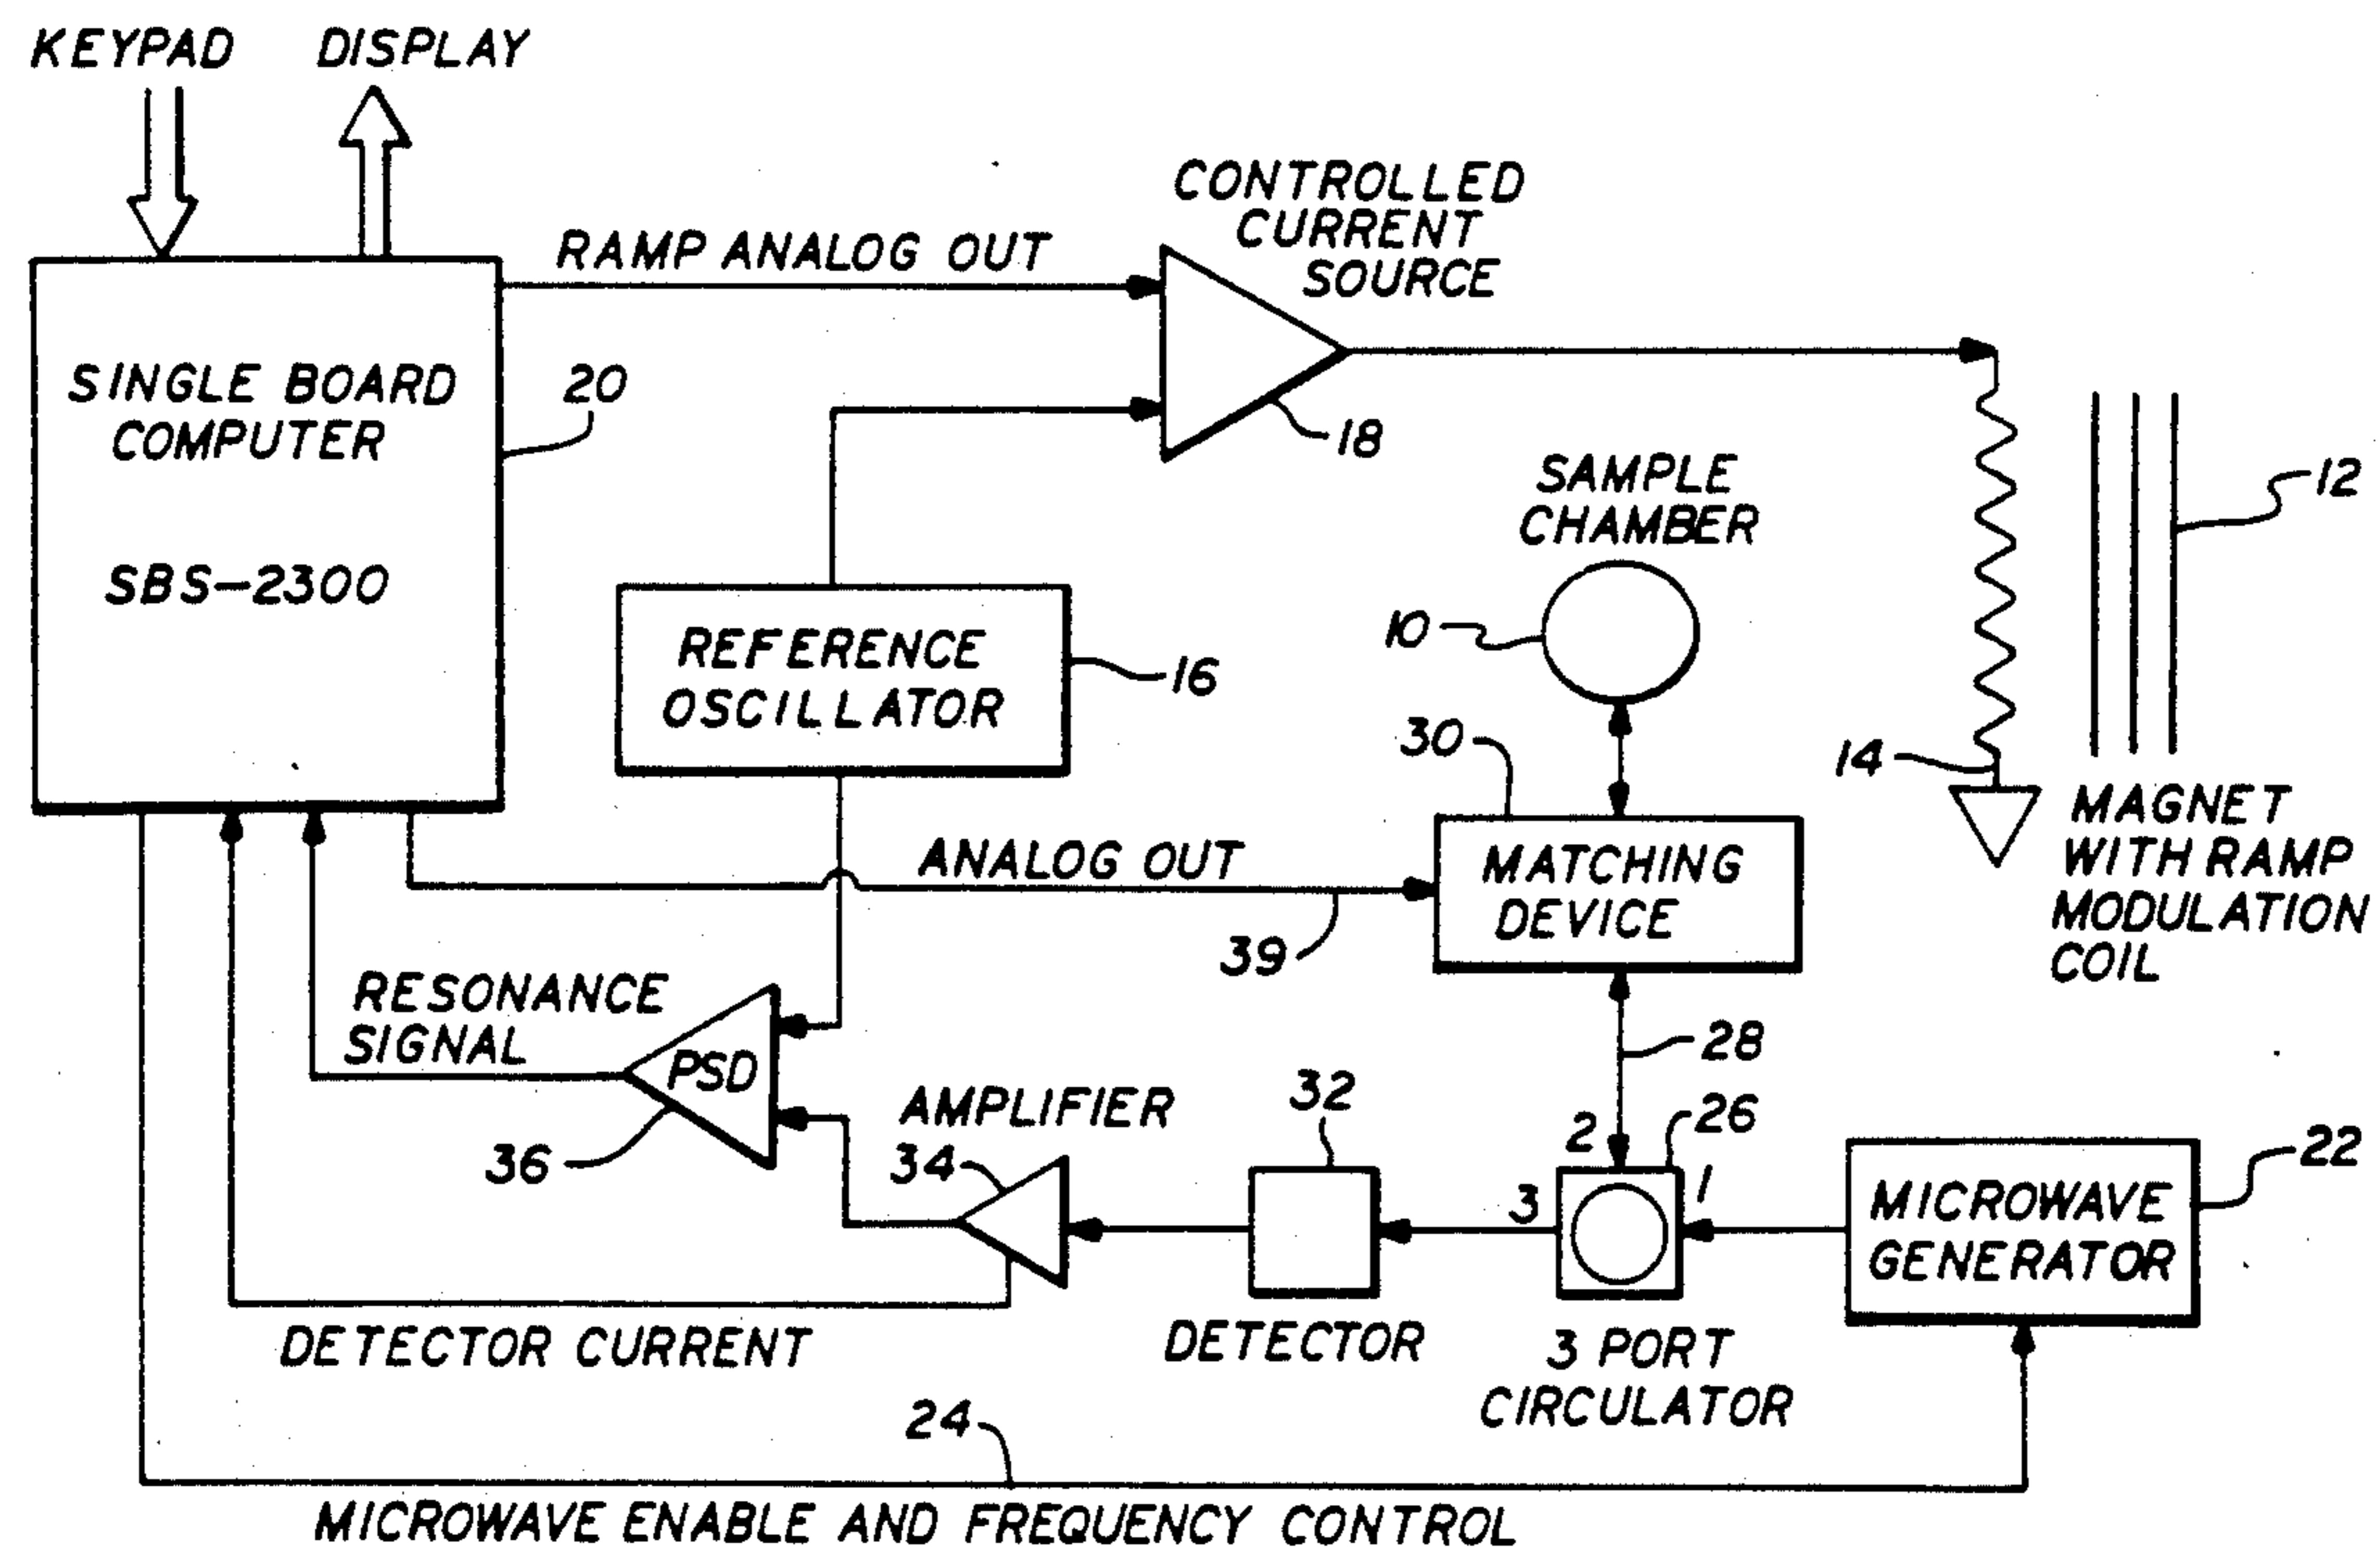 KEYPAD
DISPLAY
RAMP ANALOG OUT
CONTROLLED
CURRENT
SOURCE
SINGLE BOARD
COMPUTER
20
SBS-2300
18
12
SAMPLE
CHAMBER
10
REFERENCE
OSCILLATOR
16
30
14
MAGNET
WITH RAMP
MODULATION
COIL
ANALOG OUT
MATCHING
DEVICE
39
RESONANCE
SIGNAL
PSD
28
36
AMPLIFIER
34
32
2
26
1
3
22
MICROWAVE
GENERATOR
DETECTOR CURRENT
DETECTOR
3 PORT
CIRCULATOR
24
MICROWAVE ENABLE AND FREQUENCY CONTROL